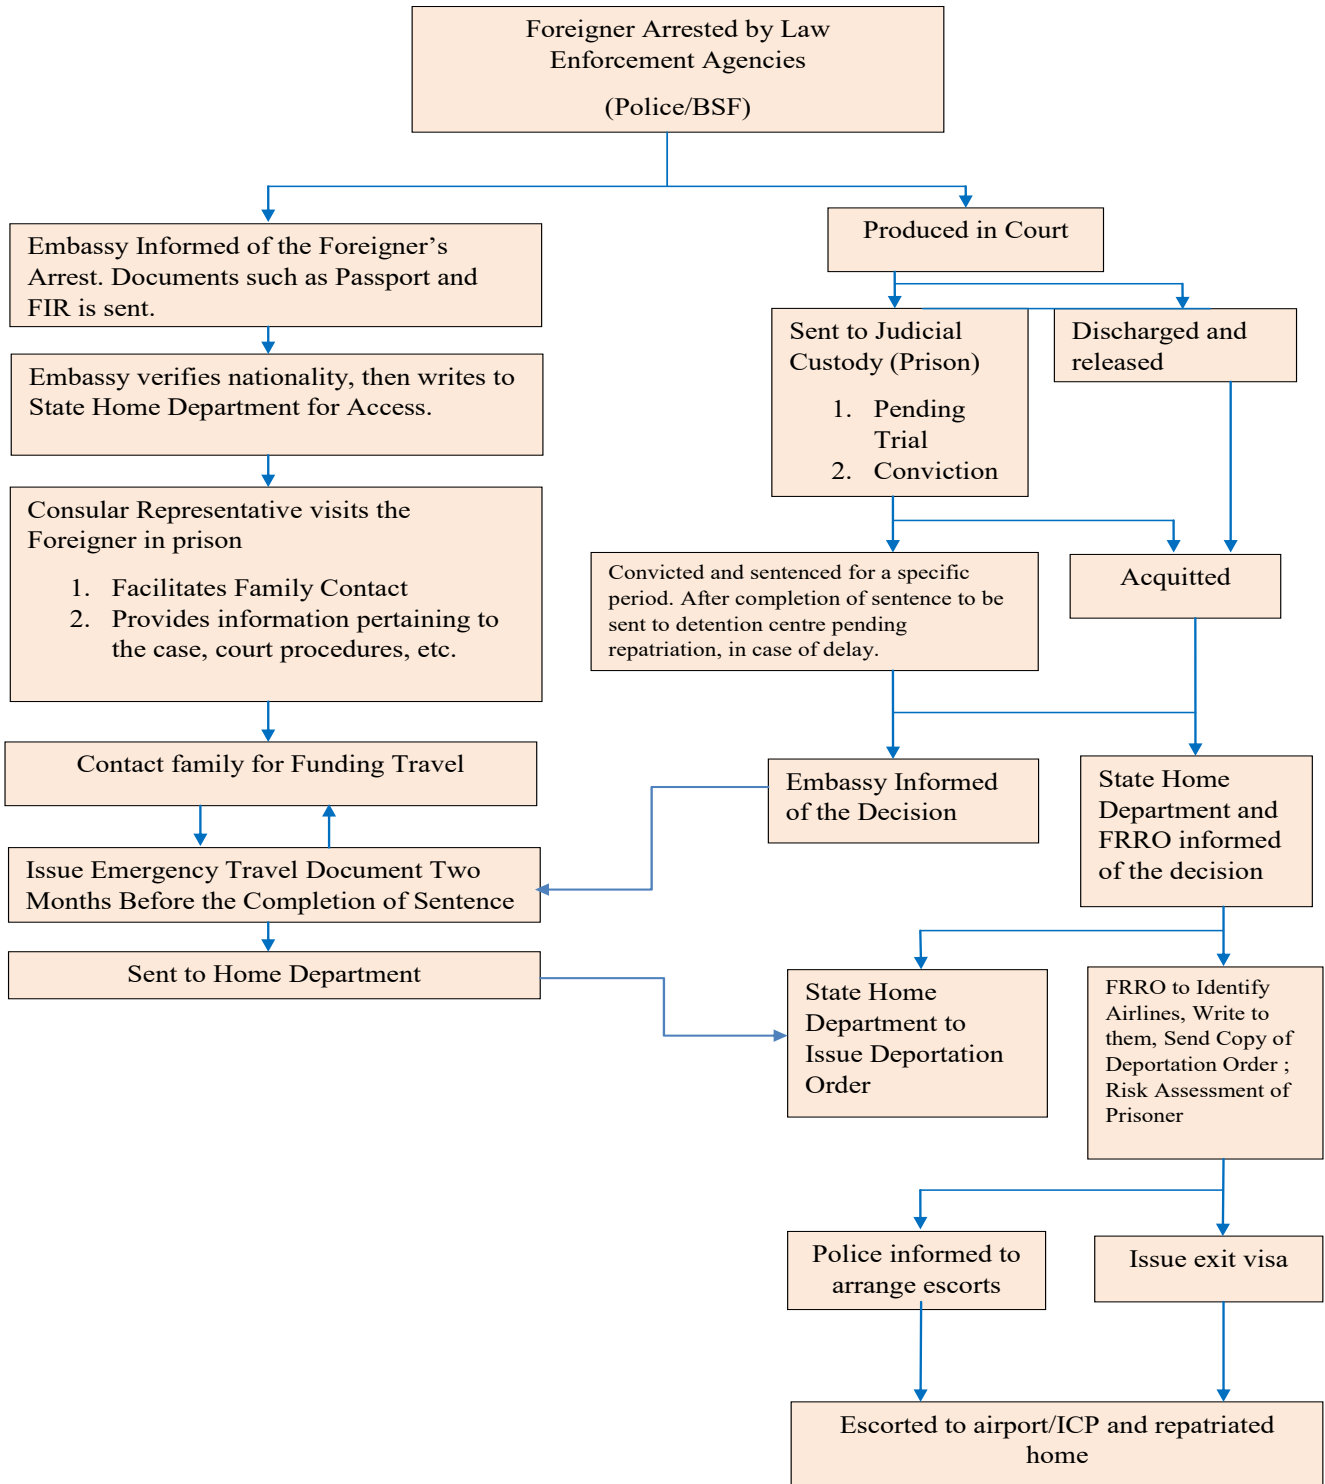 Foreigner Arrested by Law
Enforcement Agencies
(Police/BSF)
Embassy Informed of the Foreigner’s
Arrest. Documents such as Passport and
FIR is sent.
Produced in Court
Embassy verifies nationality, then writes to
State Home Department for Access.
Sent to Judicial
Custody (Prison)
1. Pending
Trial
2. Conviction
Discharged and
released
Consular Representative visits the
Foreigner in prison
1. Facilitates Family Contact
2. Provides information pertaining to
the case, court procedures, etc.
Convicted and sentenced for a specific
period. After completion of sentence to be
sent to detention centre pending
repatriation, in case of delay.
Acquitted
Contact family for Funding Travel
Embassy Informed
of the Decision
State Home
Department and
FRRO informed
of the decision
Issue Emergency Travel Document Two
Months Before the Completion of Sentence
Sent to Home Department
State Home
Department to
Issue Deportation
Order
FRRO to Identify
Airlines, Write to
them, Send Copy of
Deportation Order ;
Risk Assessment of
Prisoner
Police informed to
arrange escorts
Issue exit visa
Escorted to airport/ICP and repatriated
home